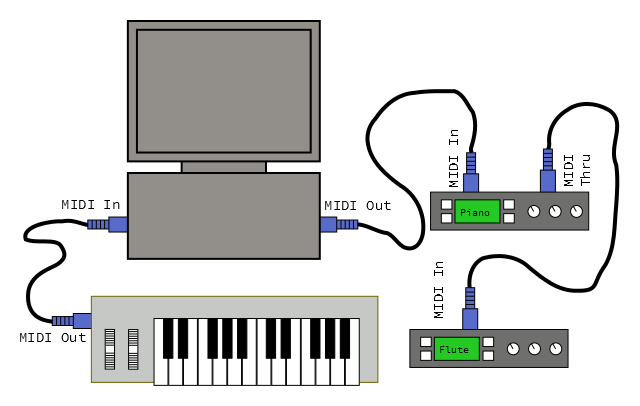 MIDI In
MIDI Out
MIDI In
MIDI
Thru
Piano
MIDI In
MIDI Out
Flute